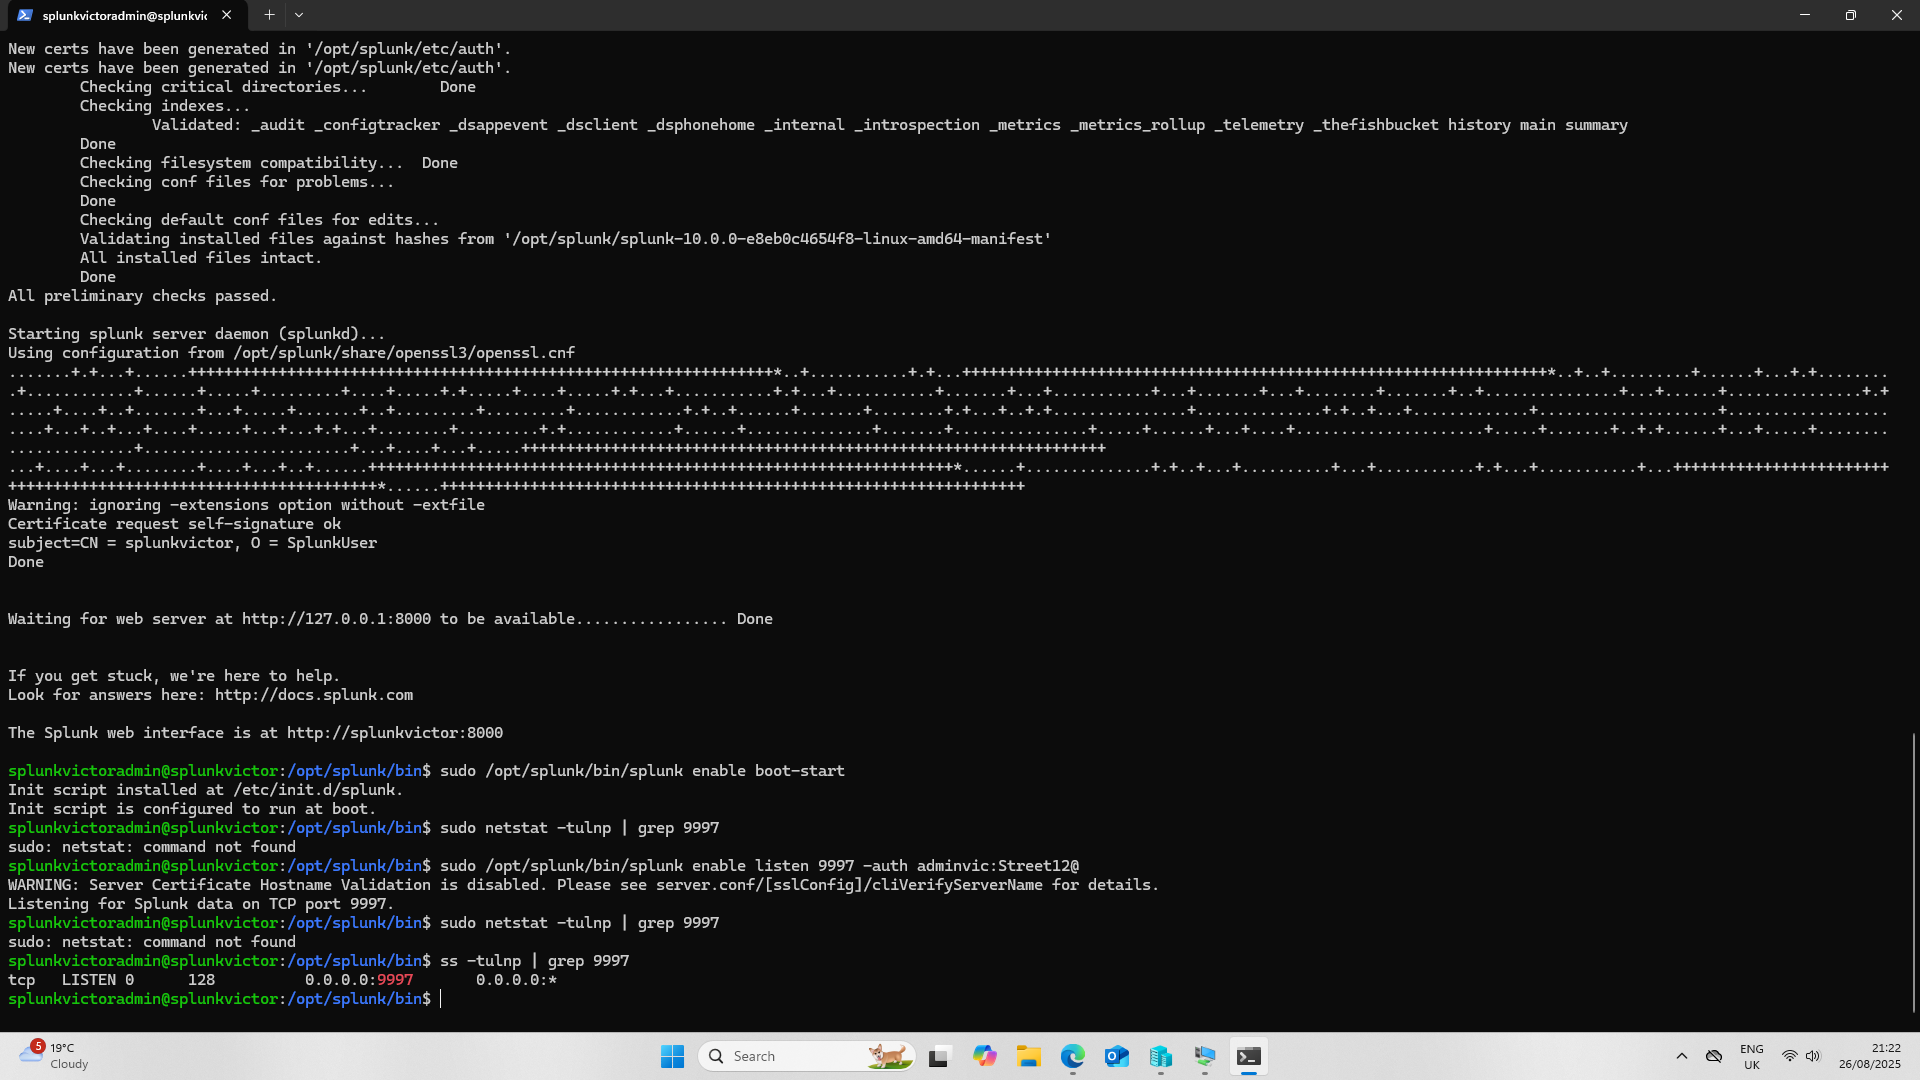 splunkvictoradmin@splunkvic
New certs have been generated in '/opt/splunk/etc/auth'.
New certs have been generated in '/opt/splunk/etc/auth'.
Checking critical directories... Done
Checking indexes...
Validated: _audit _configtracker _dsappevent _dsclient _dsphonehome _internal _introspection _metrics _metrics_rollup _telemetry _thefishbucket history main summary
Done
Checking filesystem compatibility... Done
Checking conf files for problems...
Done
Checking default conf files for edits...
Validating installed files against hashes from '/opt/splunk/splunk-10.0.0-e8eb0c4654f8-linux-amd64-manifest'
All installed files intact.
Done
All preliminary checks passed.
Starting splunk server daemon (splunkd)...
Using configuration from /opt/splunk/share/openssl3/openssl.cnf
Warning: ignoring -extensions option without -extfile
Certificate request self-signature ok
subject=CN = splunkvictor, O = SplunkUser
Done
Waiting for web server at http://127.0.0.1:8000 to be available................. Done
If you get stuck, we're here to help.
Look for answers here: http://docs.splunk.com
The Splunk web interface is at http://splunkvictor:8000
splunkvictoradmin@splunkvictor:/opt/splunk/bin$ sudo /opt/splunk/bin/splunk enable boot-start
Init script installed at /etc/init.d/splunk.
Init script is configured to run at boot.
splunkvictoradmin@splunkvictor:/opt/splunk/bin$ sudo netstat -tulnp | grep 9997
sudo: netstat: command not found
splunkvictoradmin@splunkvictor:/opt/splunk/bin$ sudo /opt/splunk/bin/splunk enable listen 9997 -auth adminvic:Street12@
WARNING: Server Certificate Hostname Validation is disabled. Please see server.conf/[sslConfig]/cliVerifyServerName for details.
Listening for Splunk data on TCP port 9997.
splunkvictoradmin@splunkvictor:/opt/splunk/bin$ sudo netstat -tulnp | grep 9997
sudo: netstat: command not found
splunkvictoradmin@splunkvictor:/opt/splunk/bin$ ss -tulnp | grep 9997
tcp LISTEN 0 128 0.0.0.0:9997 0.0.0.0:*
splunkvictoradmin@splunkvictor:/opt/splunk/bin$
5
19°C
Cloudy
Search
ENG
UK
21:22
26/08/2025